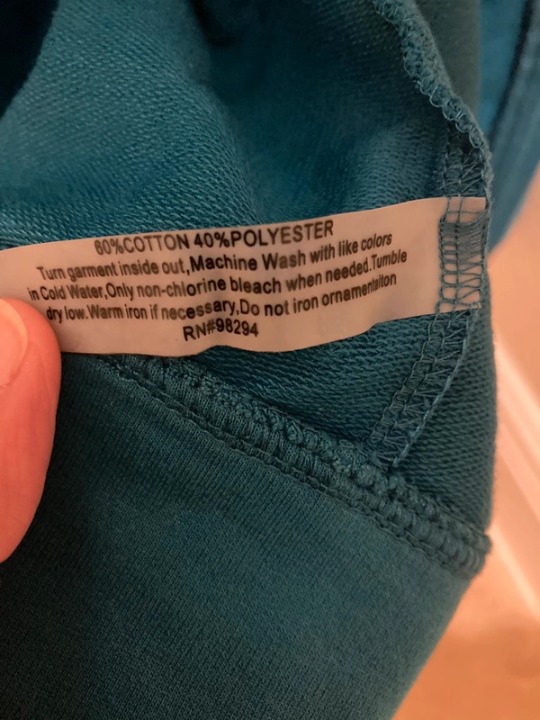 60%COTTON 40%POLYESTER
Turn garment inside out,Machine Wash with like colors
in Cold Water,Only non-chlorine bleach when needed.Tumble
dry low.Warm iron if necessary,Do not iron ornamentaiton
RN#98294